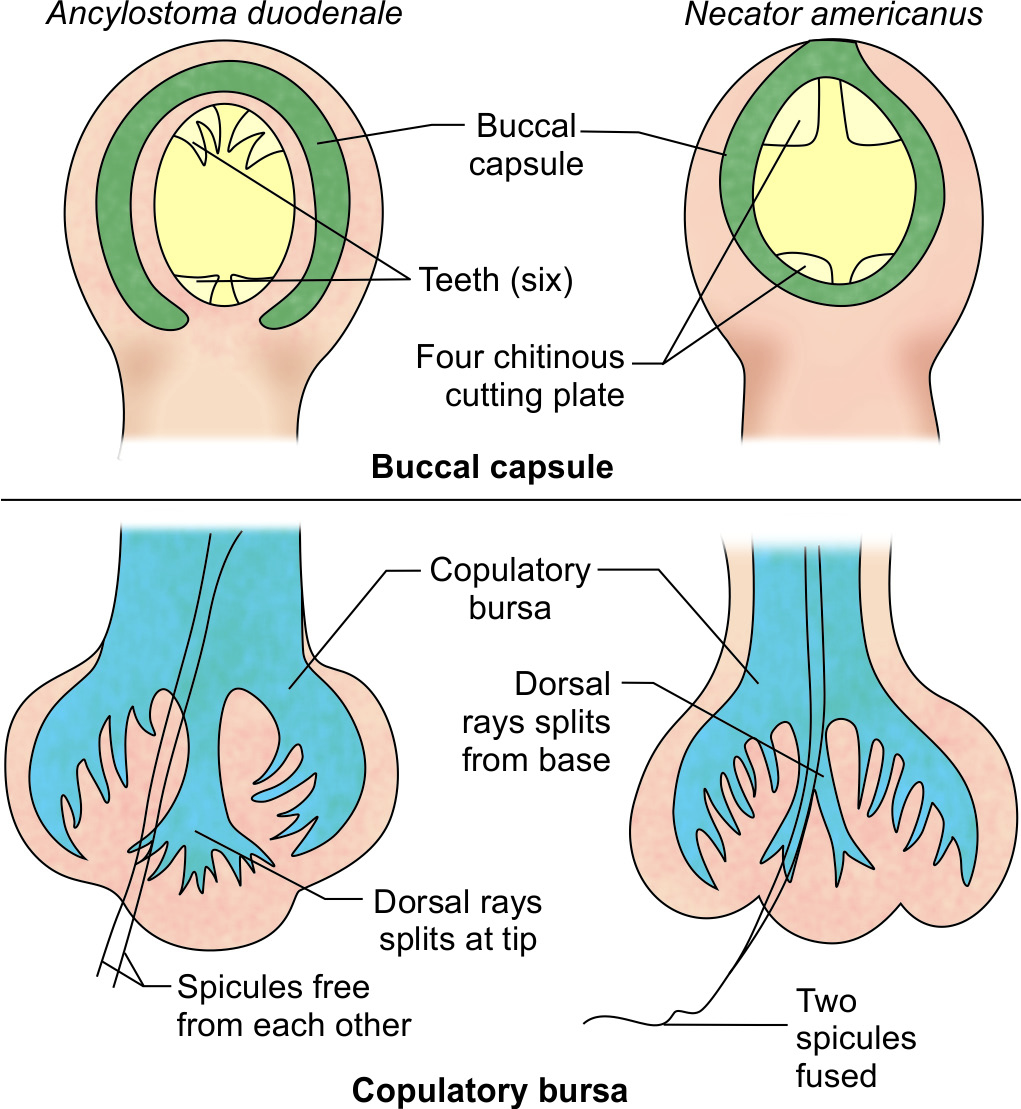 Ancylostoma duodenale
Necator americanus
Buccal
capsule
Teeth (six)
Four chitinous
cutting plate
Buccal capsule
Copulatory
bursa
Dorsal
rays splits
from base
Dorsal rays
splits at tip
Spicules free
from each other
Two
spicules
fused
Copulatory bursa